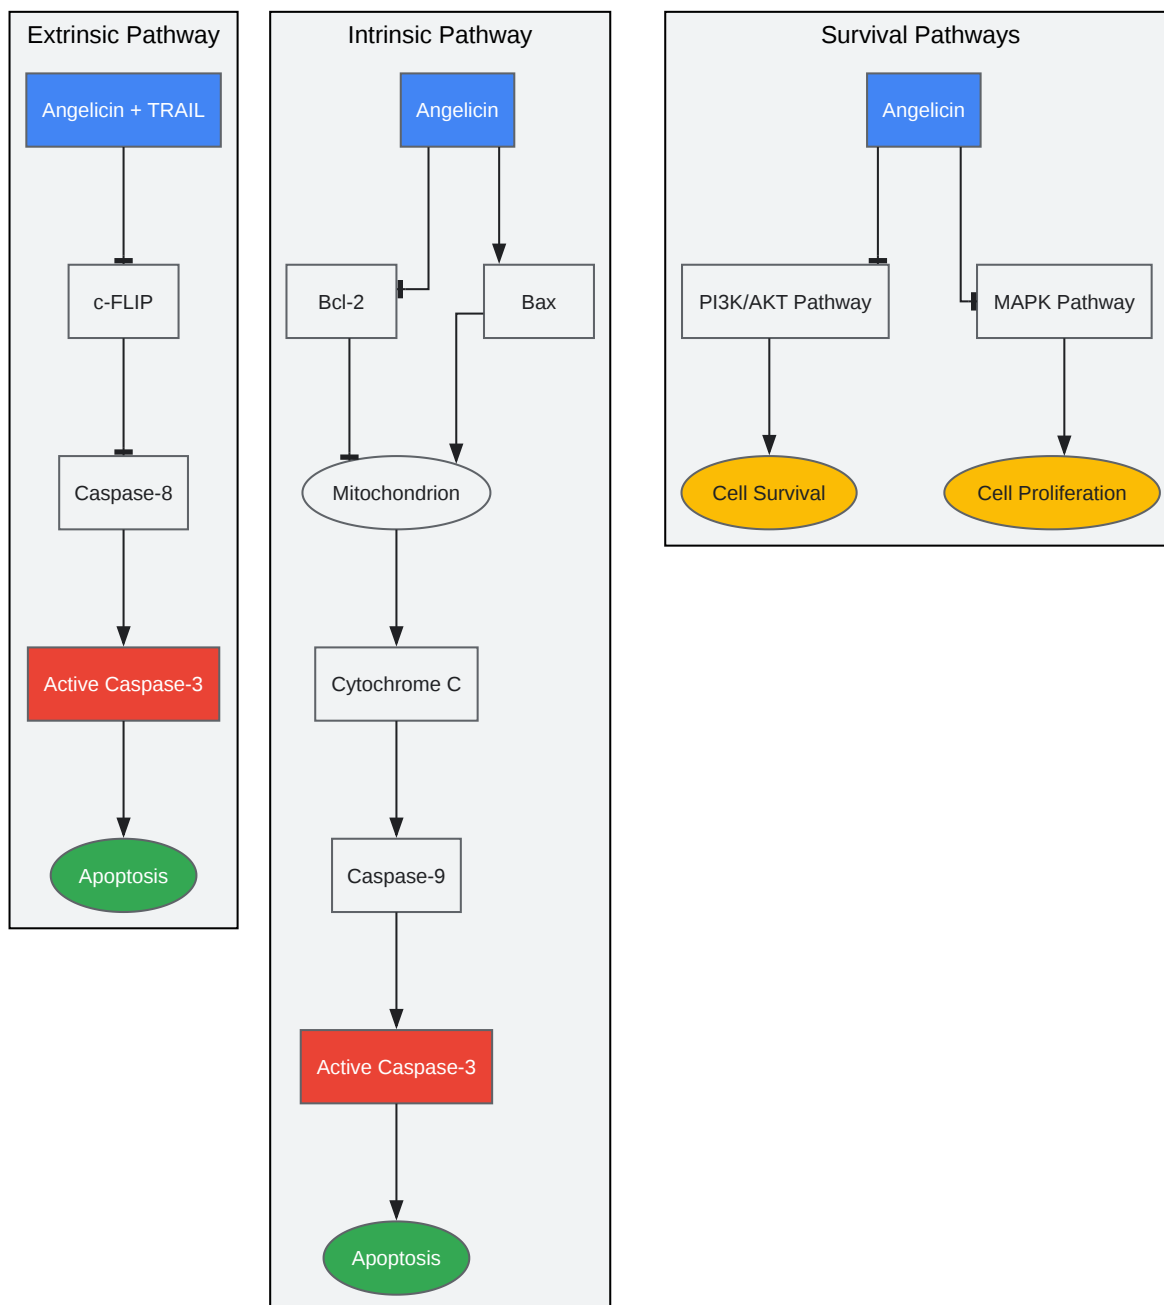 Extrinsic Pathway
Angelicin + TRAIL
c-FLIP
Caspase-8
Active Caspase-3
Apoptosis
Intrinsic Pathway
Angelicin
Bcl-2
Bax
Mitochondrion
Cytochrome C
Caspase-9
Active Caspase-3
Apoptosis
Survival Pathways
Angelicin
PI3K/AKT Pathway
MAPK Pathway
Cell Survival
Cell Proliferation